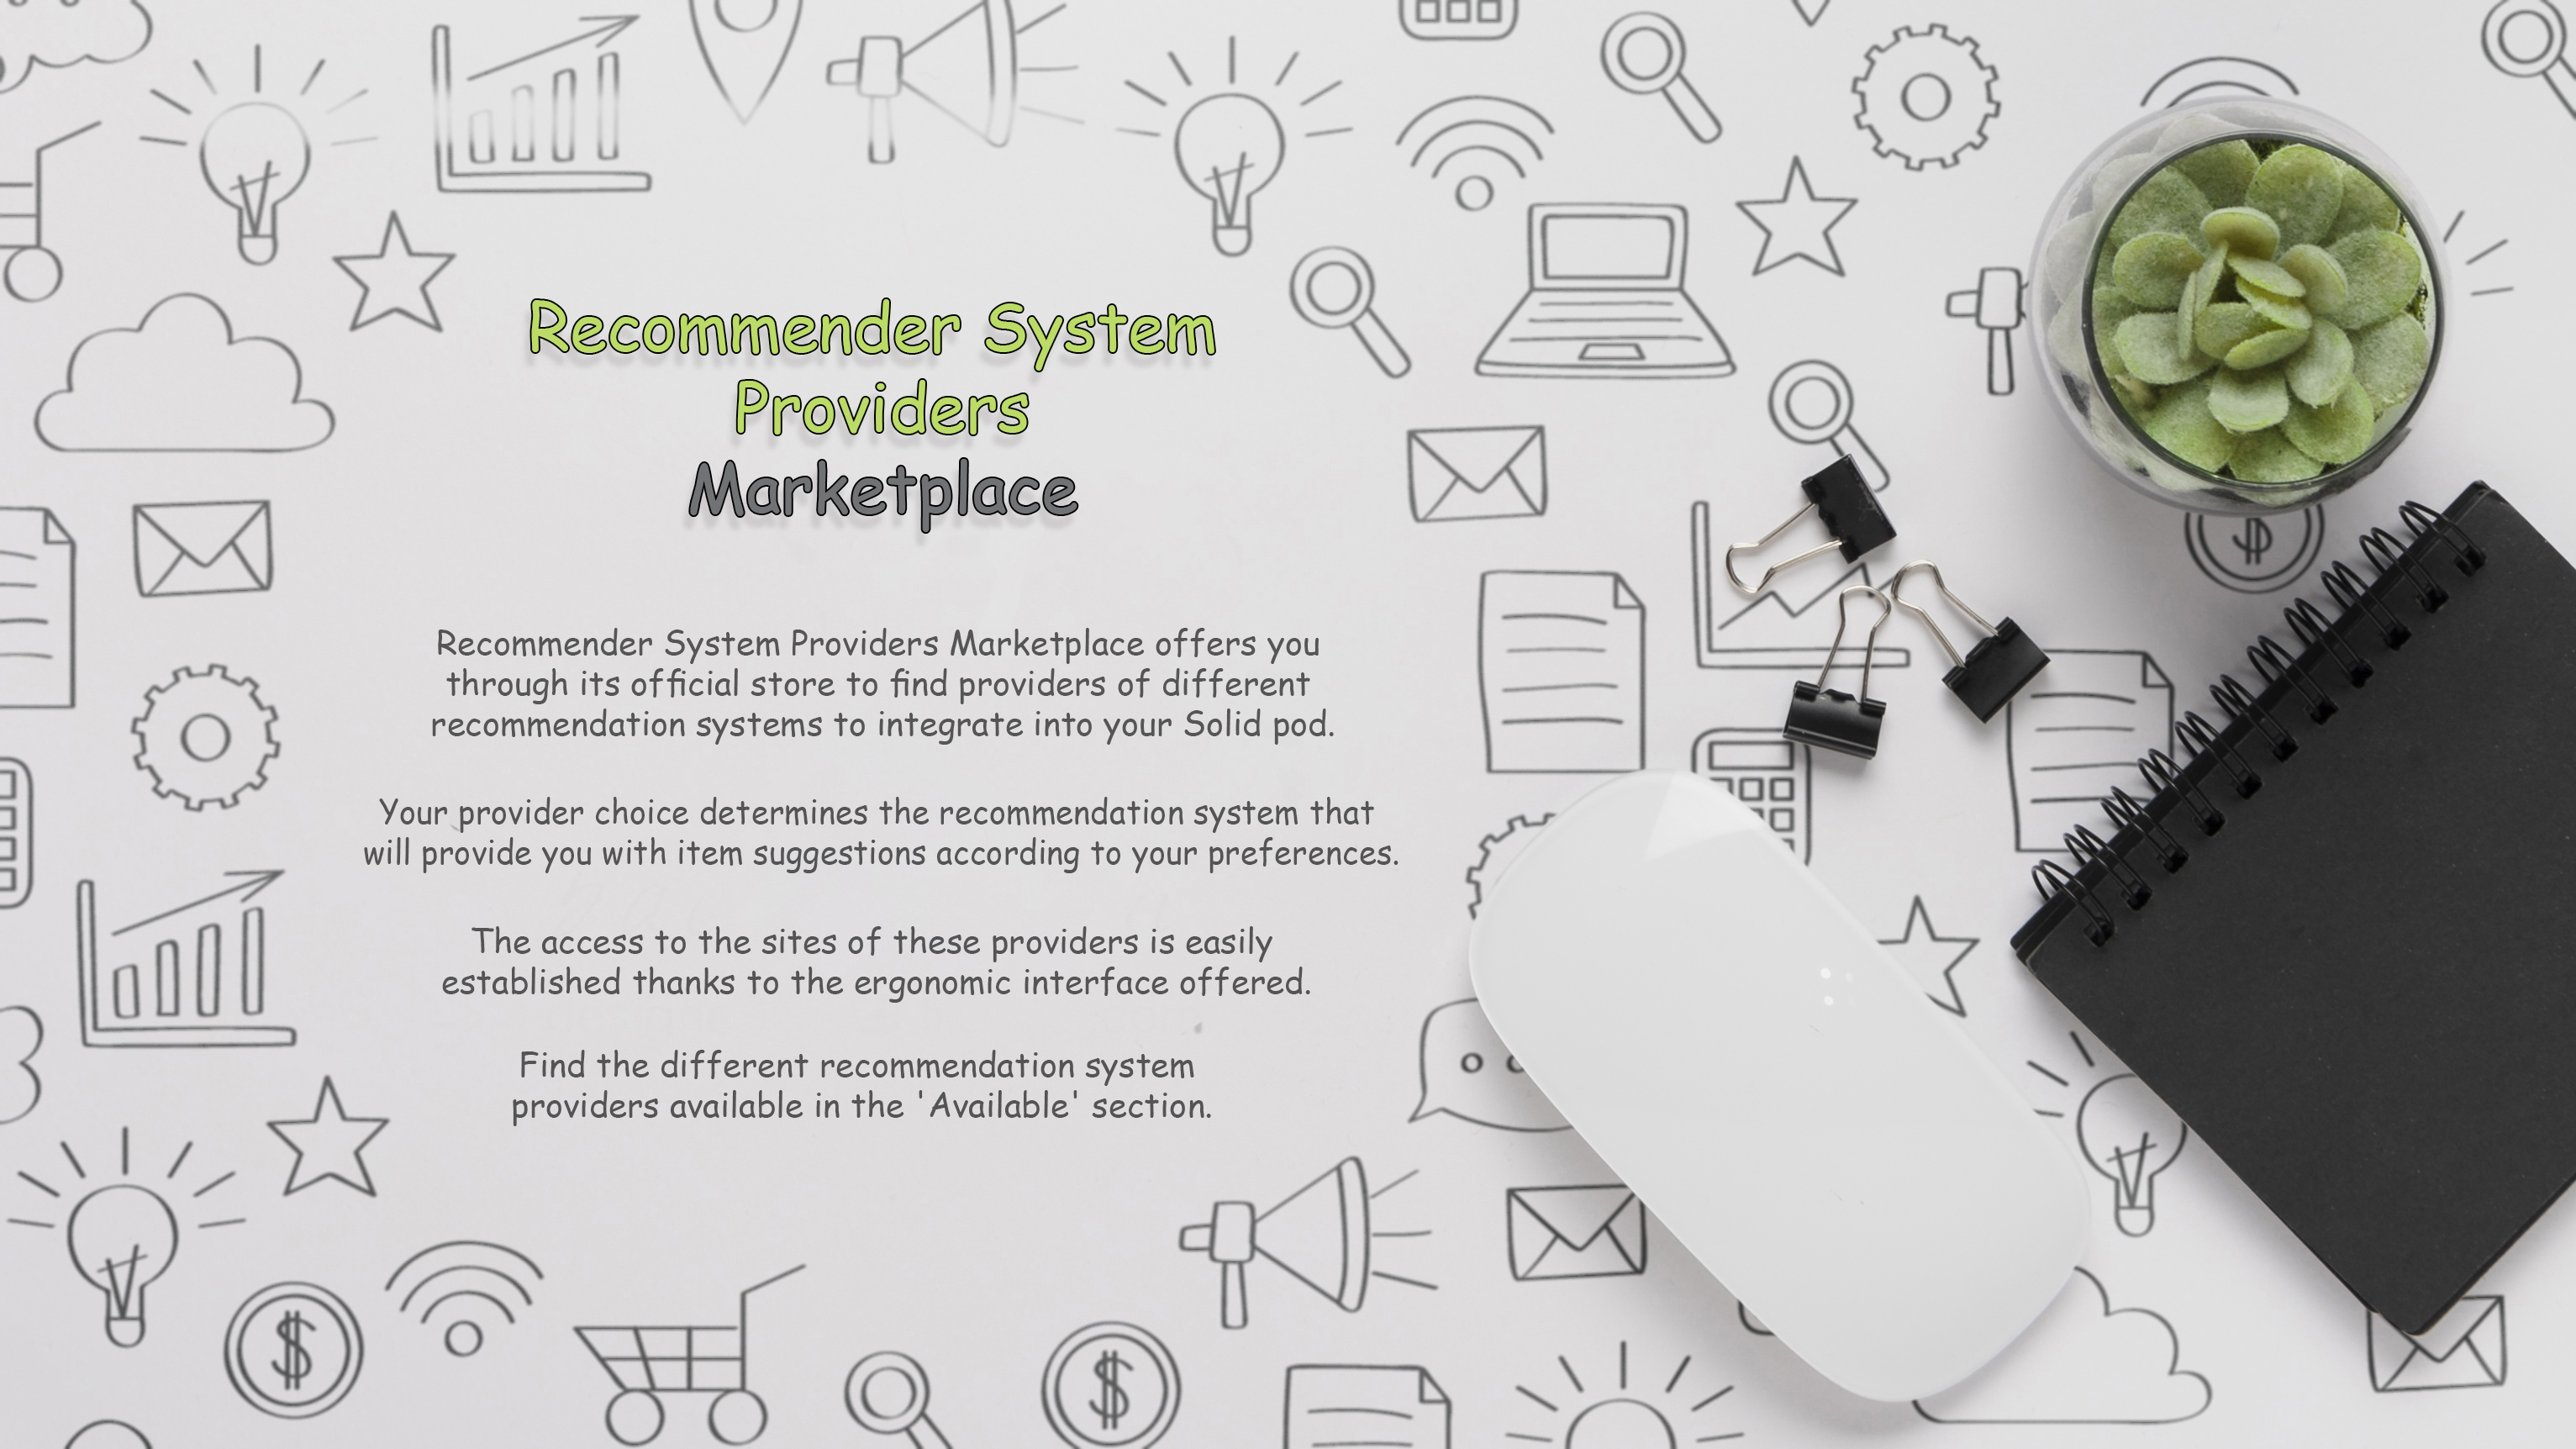 Recommender System
Providers
Marketplace
Recommender System Providers Marketplace offers you
through its official store to find providers of different
recommendation systems to integrate into your Solid pod.
Your provider choice determines the recommendation system that
will provide you with item suggestions according to your preferences.
The access to the sites of these providers is easily
established thanks to the ergonomic interface offered.
Find the different recommendation system
providers available in the 'Available' section.